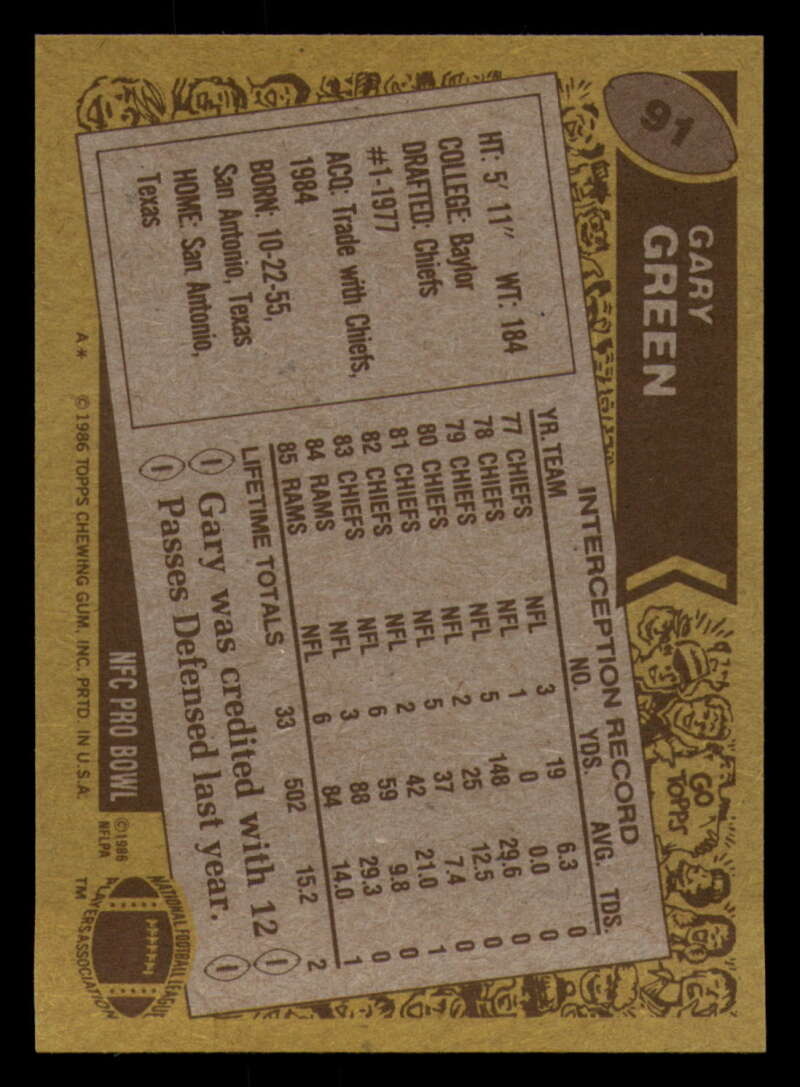 91
GARY
GREEN
HT: 5' 11" WT: 184
COLLEGE: Baylor
DRAFTED: Chiefs
#1-1977
ACQ: Trade with Chiefs,
1984
BORN: 10-22-55,
San Antonio, Texas
HOME: San Antonio,
Texas
INTERCEPTION RECORD
YR. TEAM NO. YDS. AVG. TDS.
77 CHIEFS NFL 3 19 6.3 0
78 CHIEFS NFL 1 0 0.0 0
79 CHIEFS NFL 5 148 29.6 0
80 CHIEFS NFL 2 25 12.5 0
81 CHIEFS NFL 5 37 7.4 0
82 CHIEFS NFL 2 42 21.0 1
83 CHIEFS NFL 6 59 9.8 0
84 RAMS NFL 3 88 29.3 0
85 RAMS NFL 6 84 14.0 1
LIFETIME TOTALS 33 502 15.2 2
Gary was credited with 12
Passes Defensed last year.
GO
TOPPS
NFC PRO BOWL
©1986
NFLPA
NATIONAL FOOTBALL LEAGUE
PLAYERS ASSOCIATION
TM
A* ©1986 TOPPS CHEWING GUM, INC. PRTD. IN U.S.A.